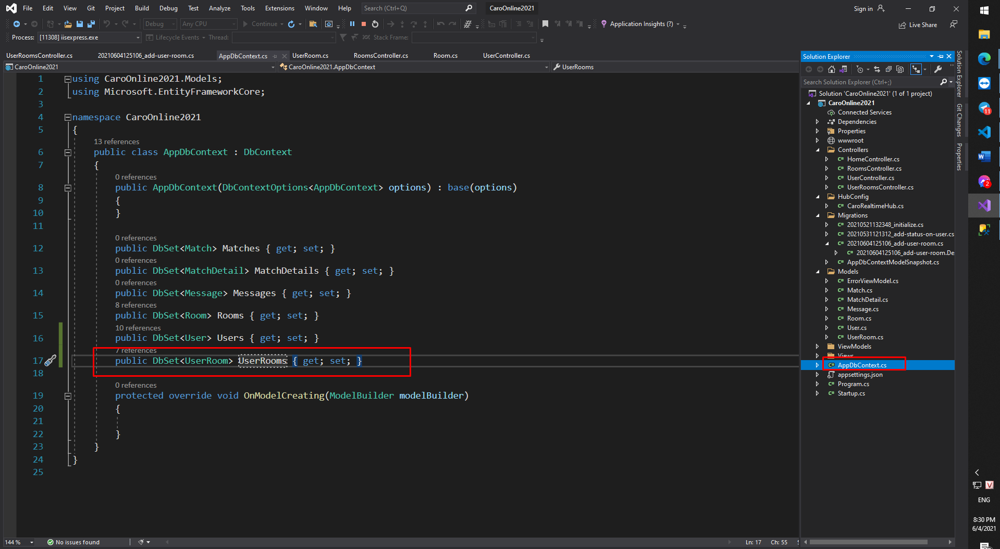 File Edit View Git Project Build Debug Test Analyze Tools Extensions Window Help Search (Ctrl+Q) CaroOnline2021 Sign in
Debug Any CPU Continue Application Insights (?) Live Share
Process: [11308] iisexpress.exe Lifecycle Events Thread: Stack Frame:
UserRoomsController.cs 20210604125106_add-user-room.cs AppDbContext.cs UserRoom.cs RoomsController.cs Room.cs UserController.cs
CaroOnline2021 CaroOnline2021.AppDbContext UserRooms
1 using CaroOnline2021.Models;
2 using Microsoft.EntityFrameworkCore;
3
4 namespace CaroOnline2021
5 {
13 references
6 public class AppDbContext : DbContext
7 {
0 references
8 public AppDbContext(DbContextOptions<AppDbContext> options) : base(options)
9 {
10 }
11
0 references
12 public DbSet<Match> Matches { get; set; }
0 references
13 public DbSet<MatchDetail> MatchDetails { get; set; }
0 references
14 public DbSet<Message> Messages { get; set; }
8 references
15 public DbSet<Room> Rooms { get; set; }
10 references
16 public DbSet<User> Users { get; set; }
7 references
17 public DbSet<UserRoom> UserRooms { get; set; }
18
0 references
19 protected override void OnModelCreating(ModelBuilder modelBuilder)
20 {
21
22 }
23 }
24 }
25
144 % No issues found Ln: 17 Ch: 55
Solution Explorer
Search Solution Explorer (Ctrl+;)
Solution 'CaroOnline2021' (1 of 1 project)
CaroOnline2021
Connected Services
Dependencies
Properties
wwwroot
Controllers
C# HomeController.cs
C# RoomsController.cs
C# UserController.cs
C# UserRoomsController.cs
HubConfig
C# CaroRealtimeHub.cs
Migrations
C# 20210521132348_initialize.cs
C# 20210531121312_add-status-on-user.cs
C# 20210604125106_add-user-room.cs
C# 20210604125106_add-user-room.De
C# AppDbContextModelSnapshot.cs
Models
C# ErrorViewModel.cs
C# Match.cs
C# MatchDetail.cs
C# Message.cs
C# Room.cs
C# User.cs
C# UserRoom.cs
ViewModels
Views
C# AppDbContext.cs
appsettings.json
C# Program.cs
C# Startup.cs
Solution Explorer
Git Changes
Properties
11
W
2
V
ENG
8:30 PM
6/4/2021